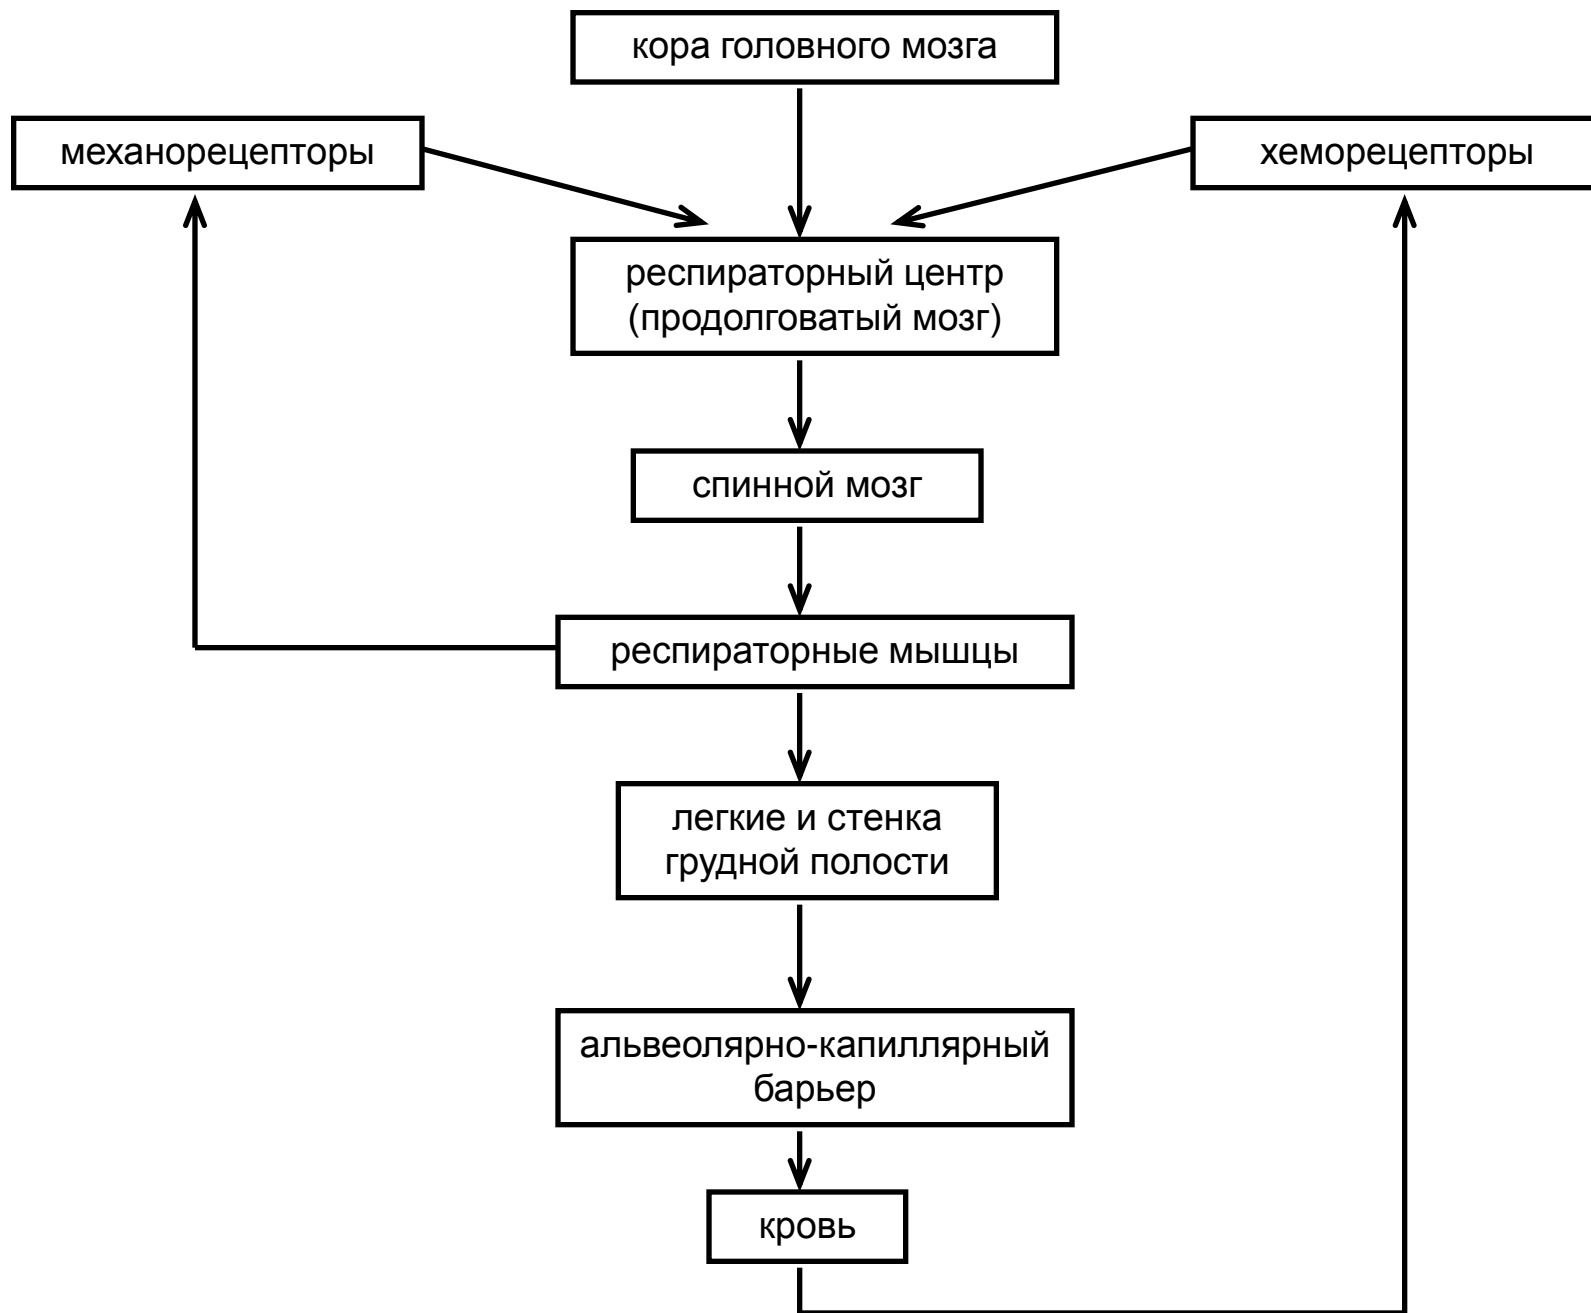 кора головного мозга
механорецепторы
хеморецепторы
респираторный центр
(продолговатый мозг)
спинной мозг
респираторные мышцы
легкие и стенка
грудной полости
альвеолярно-капиллярный
барьер
кровь